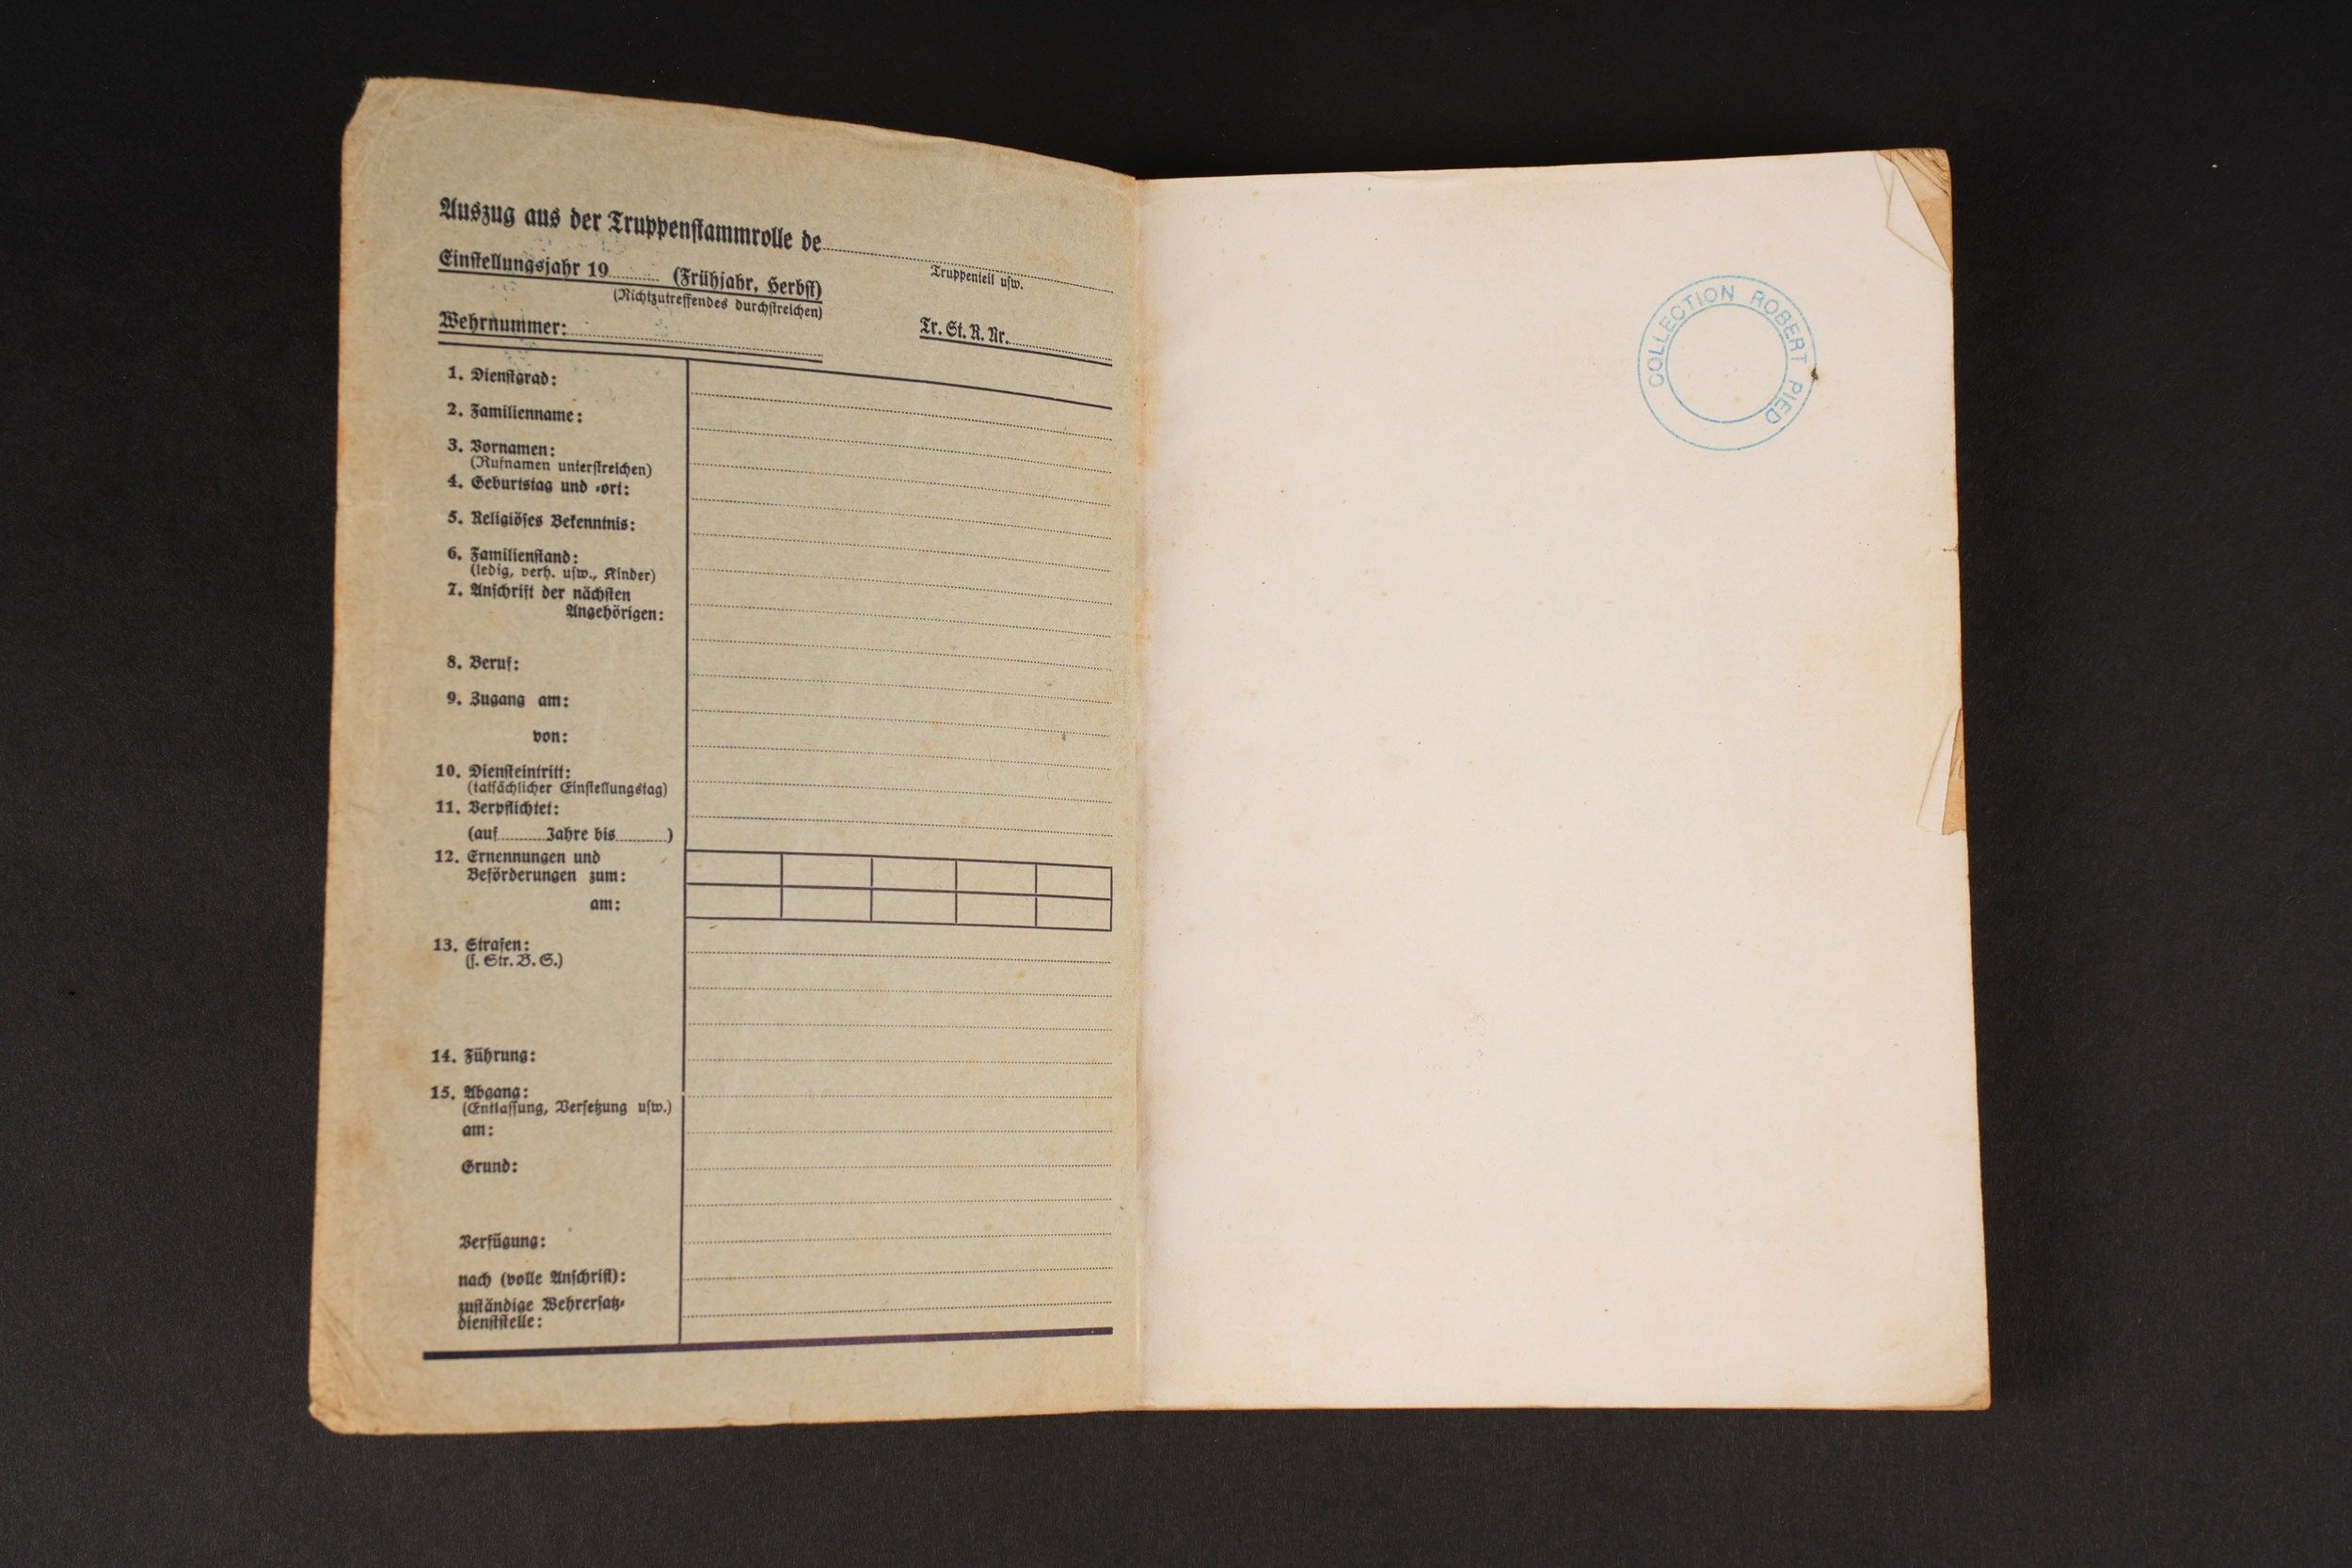 Auszug aus der Truppenstammrolle de
Truppenteil usw.
Einstellungsjahr 19 (Frühjahr, Herbst)
(Nichtzutreffendes durchstreichen)
Wehrnummer:
Tr. St. R. Nr.
1. Dienstgrad:
2. Familienname:
3. Vornamen:
(Rufnamen unterstreichen)
4. Geburtstag und -ort:
5. Religiöses Bekenntnis:
6. Familienstand:
(ledig, verh. usw., Kinder)
7. Anschrift der nächsten
Angehörigen:
8. Beruf:
9. Zugang am:
von:
10. Diensteintritt:
(tatsächlicher Einstellungstag)
11. Verpflichtet:
(auf Jahre bis )
12. Ernennungen und
Beförderungen zum:
am:
13. Strafen:
(s. Str. B. S.)
14. Führung:
15. Abgang:
(Entlassung, Versetzung usw.)
am:
Grund:
Verfügung:
nach (volle Anschrift):
zuständige Wehrersatz-
dienststelle:
COLLECTION ROBERT PIED